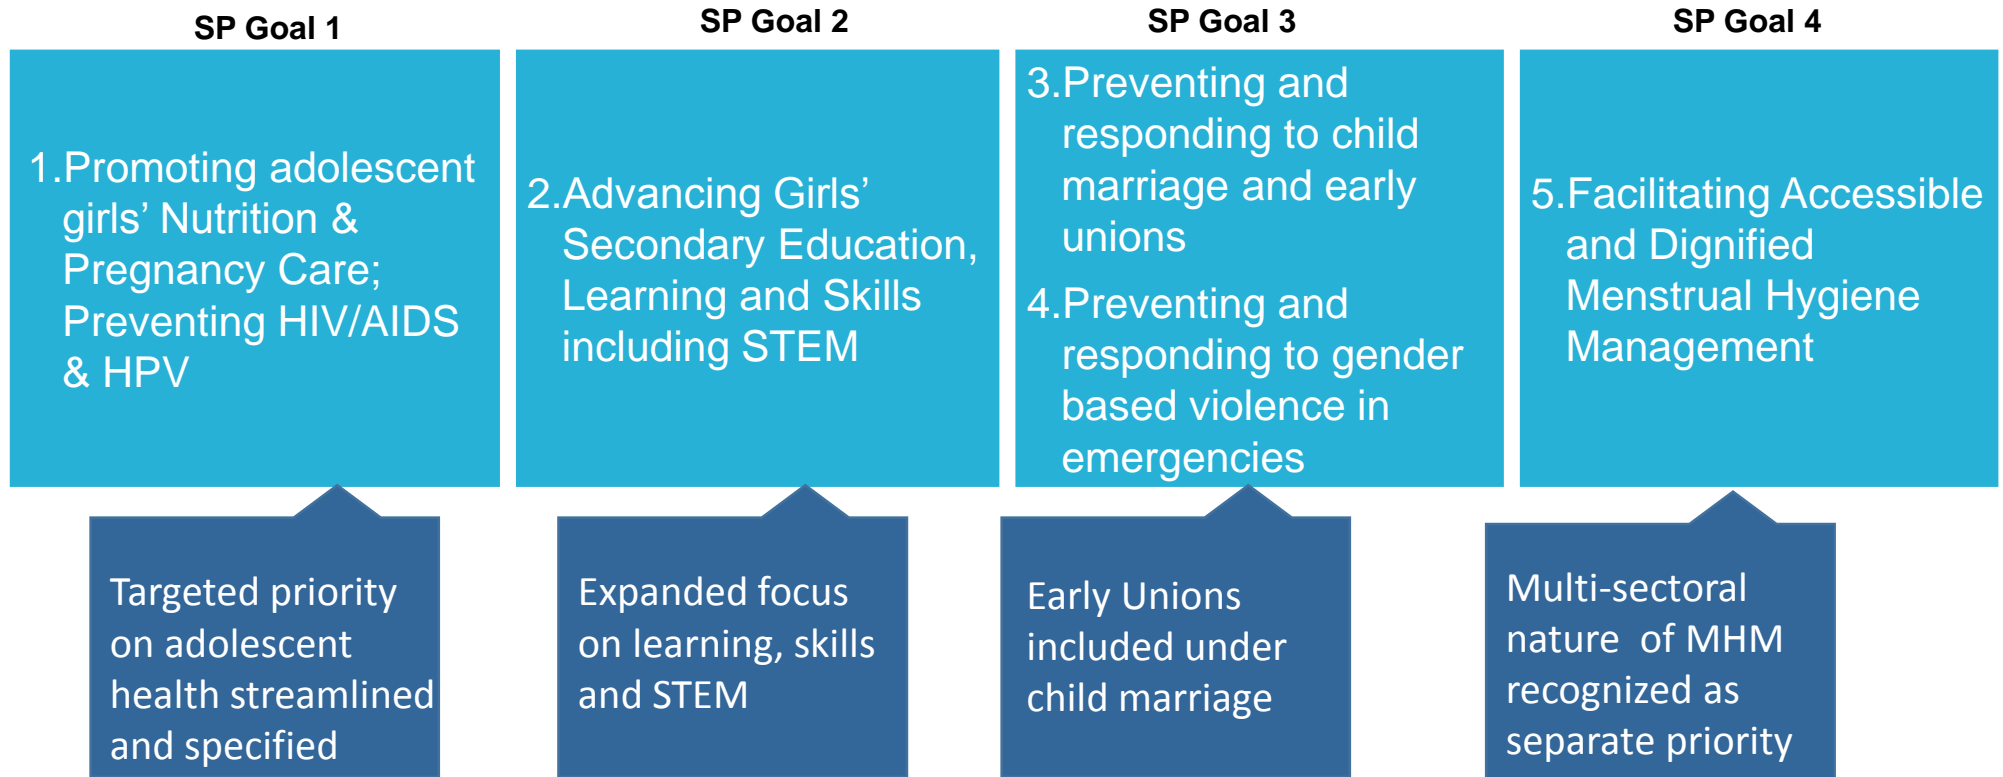 SP Goal 1
1.Promoting adolescent
girls’ Nutrition &
Pregnancy Care;
Preventing HIV/AIDS
& HPV
Targeted priority
on adolescent
health streamlined
and specified
SP Goal 2
2.Advancing Girls’
Secondary Education,
Learning and Skills
including STEM
Expanded focus
on learning, skills
and STEM
SP Goal 3
3.Preventing and
responding to child
marriage and early
unions
4.Preventing and
responding to gender
based violence in
emergencies
Early Unions
included under
child marriage
SP Goal 4
5.Facilitating Accessible
and Dignified
Menstrual Hygiene
Management
Multi-sectoral
nature of MHM
recognized as
separate priority